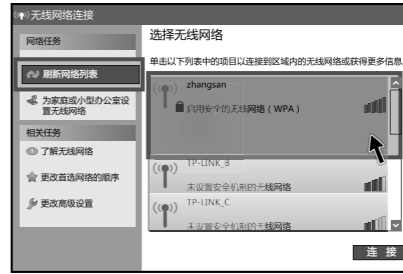 无线网络连接
网络任务
刷新网络列表
为家庭或小型办公室设
置无线网络
相关任务
了解无线网络
更改首选网络的顺序
更改高级设置
选择无线网络
单击以下列表中的项目以连接到区域内的无线网络或获得更多信息
zhangsan
启用安全的无线网络（WPA）
TP-LINK_B
未设置安全机制的无线网络
TP-LINK_C
未设置安全机制的无线网络
连 接